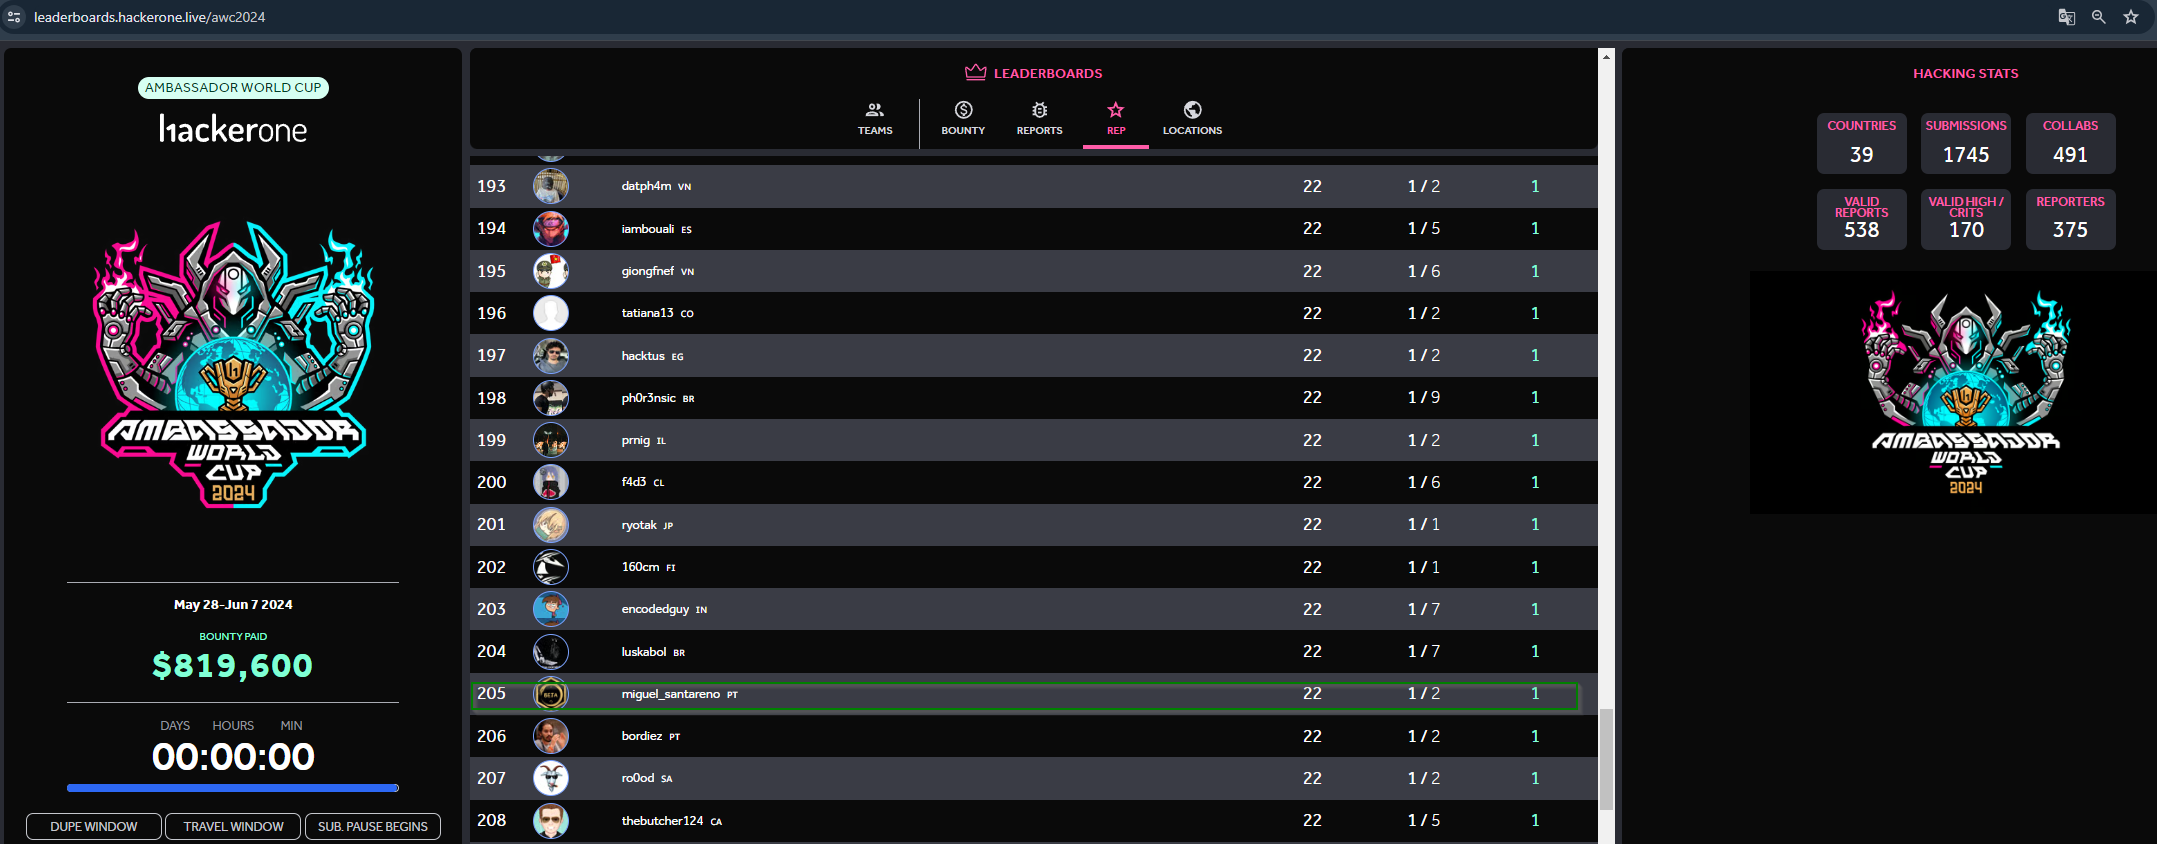 leaderboards.hackerone.live/awc2024
AMBASSADOR WORLD CUP
hackerone
AMBASSADOR
WORLD
CUP
2024
May 28-Jun 7 2024
BOUNTY PAID
$819,600
DAYS HOURS MIN
00:00:00
DUPE WINDOW TRAVEL WINDOW SUB. PAUSE BEGINS
LEADERBOARDS
TEAMS BOUNTY REPORTS REP LOCATIONS
193 datph4m VN 22 1 / 2 1
194 iambouali ES 22 1 / 5 1
195 giongfnef VN 22 1 / 6 1
196 tatiana13 CO 22 1 / 2 1
197 hacktus EG 22 1 / 2 1
198 ph0r3nsic BR 22 1 / 9 1
199 prnig IL 22 1 / 2 1
200 f4d3 CL 22 1 / 6 1
201 ryotak JP 22 1 / 1 1
202 160cm FI 22 1 / 1 1
203 encodedguy IN 22 1 / 7 1
204 luskabol BR 22 1 / 7 1
205 BETA miguel_santareno PT 22 1 / 2 1
206 bordiez PT 22 1 / 2 1
207 ro0od SA 22 1 / 2 1
208 thebutcher124 CA 22 1 / 5 1
HACKING STATS
COUNTRIES SUBMISSIONS COLLABS
39 1745 491
VALID REPORTS VALID HIGH / CRITS REPORTERS
538 170 375
AMBASSADOR
WORLD
CUP
2024